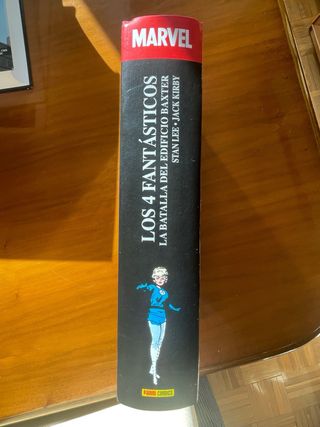 MARVEL
LOS 4 FANTÁSTICOS
LA BATALLA DEL EDIFICIO BAXTER
STAN LEE • JACK KIRBY
PANINI COMICS